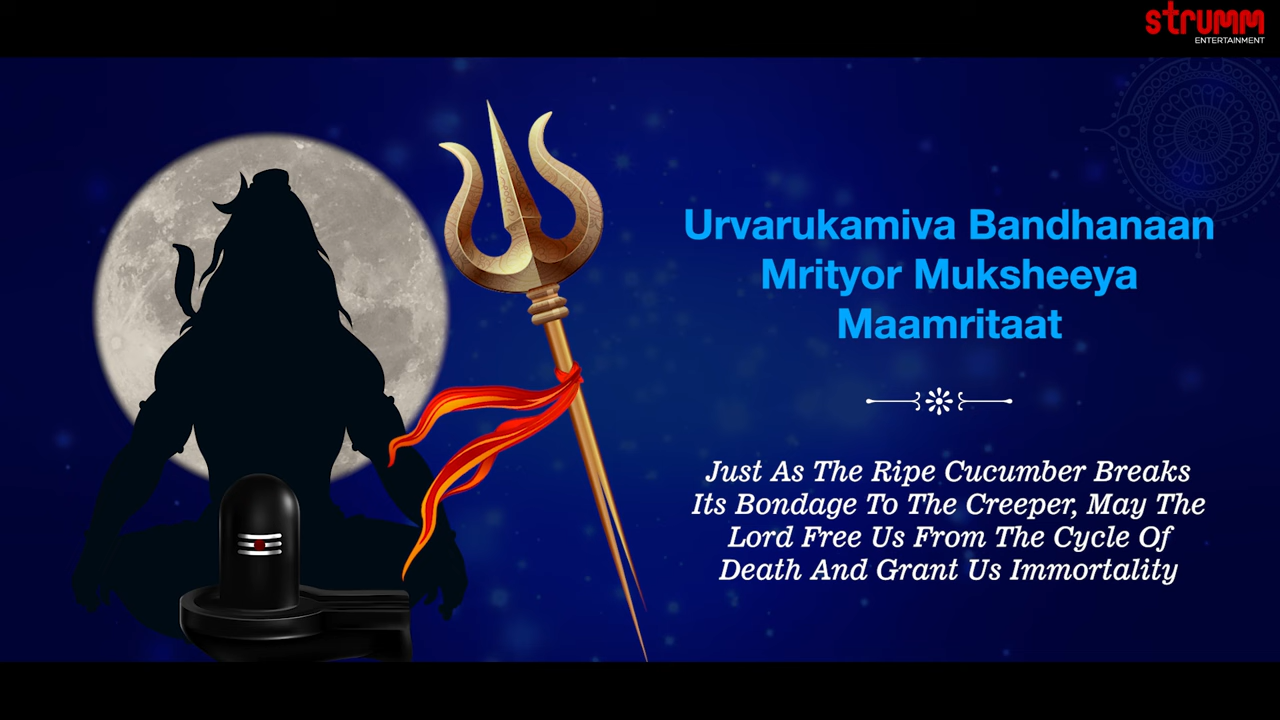 strumm
ENTERTAINMENT
Urvarukamiva Bandhanaan
Mrityor Muksheeya
Maamritaat
Just As The Ripe Cucumber Breaks
Its Bondage To The Creeper, May The
Lord Free Us From The Cycle Of
Death And Grant Us Immortality